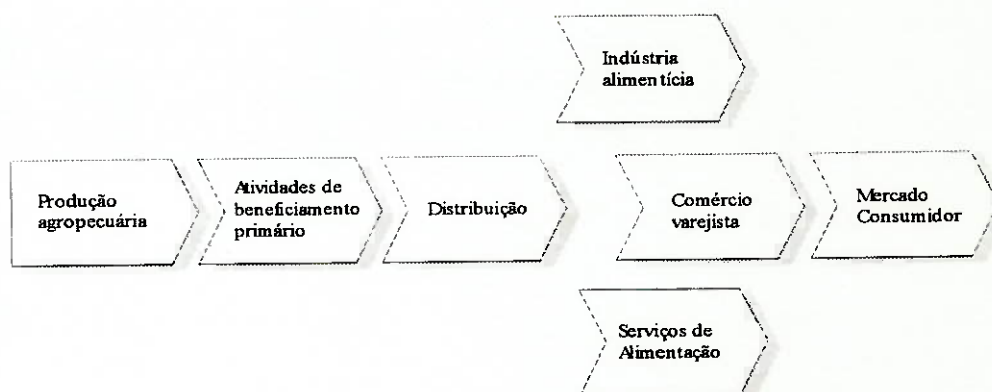 Indústria
alimentícia
Produção
agropecuária
Atividades de
beneficiamento
primário
Distribuição
Comércio
varejista
Mercado
Consumidor
Serviços de
Alimentação